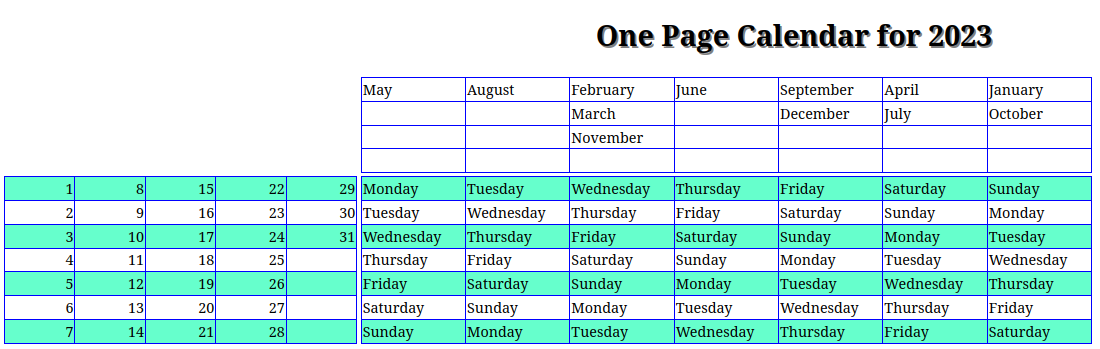 One Page Calendar for 2023
May August February June September April January
March December July October
November
1 8 15 22 29 Monday Tuesday Wednesday Thursday Friday Saturday Sunday
2 9 16 23 30 Tuesday Wednesday Thursday Friday Saturday Sunday Monday
3 10 17 24 31 Wednesday Thursday Friday Saturday Sunday Monday Tuesday
4 11 18 25 Thursday Friday Saturday Sunday Monday Tuesday Wednesday
5 12 19 26 Friday Saturday Sunday Monday Tuesday Wednesday Thursday
6 13 20 27 Saturday Sunday Monday Tuesday Wednesday Thursday Friday
7 14 21 28 Sunday Monday Tuesday Wednesday Thursday Friday Saturday